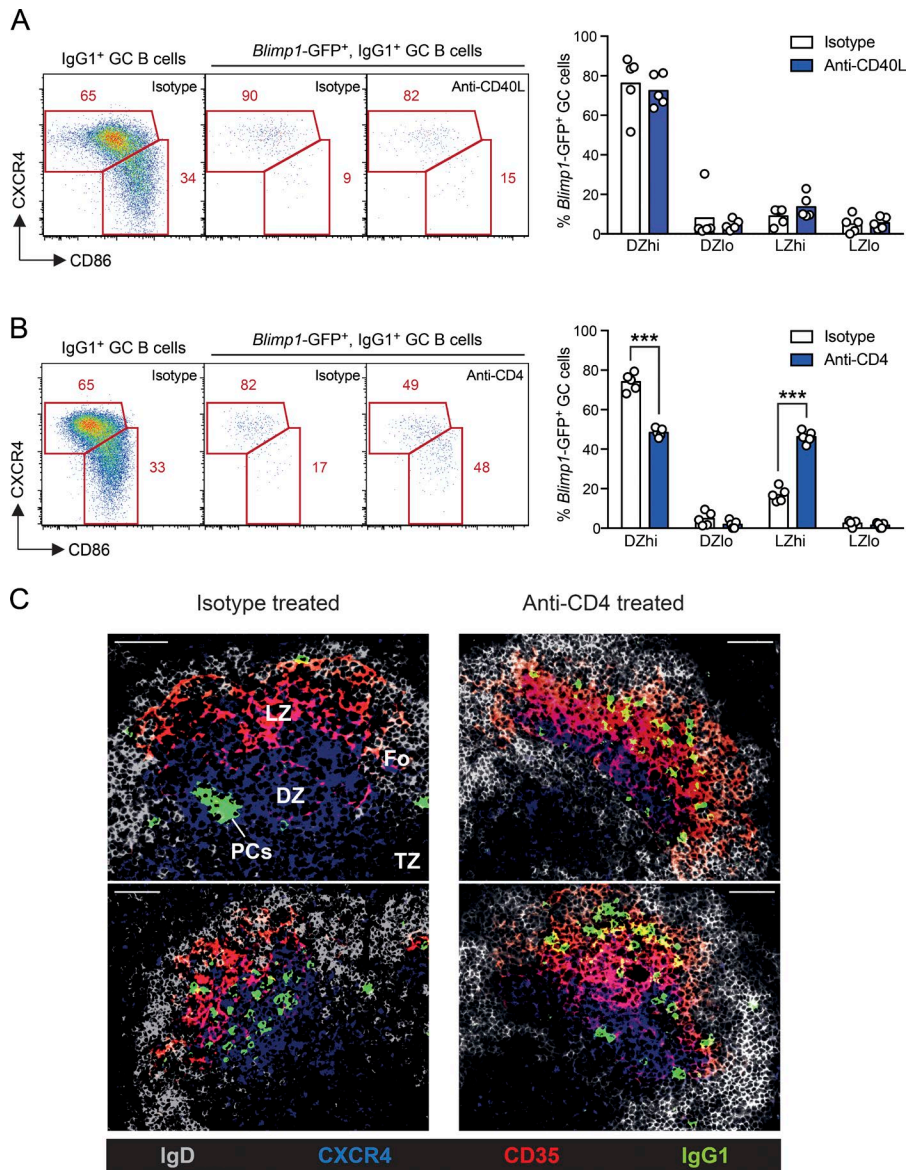 A
IgG1+ GC B cells
Blimp1-GFP+, IgG1+ GC B cells
65
Isotype
34
90
Isotype
9
82
Anti-CD40L
15
CXCR4
CD86
% Blimp1-GFP+ GC cells
100
80
60
40
20
0
Isotype
Anti-CD40L
DZhi DZlo LZhi LZlo
B
IgG1+ GC B cells
Blimp1-GFP+, IgG1+ GC B cells
65
Isotype
33
82
Isotype
17
49
Anti-CD4
48
CXCR4
CD86
% Blimp1-GFP+ GC cells
100
80
60
40
20
0
***
***
Isotype
Anti-CD4
DZhi DZlo LZhi LZlo
C
Isotype treated
Anti-CD4 treated
LZ
Fo
DZ
PCs
TZ
IgD CXCR4 CD35 IgG1